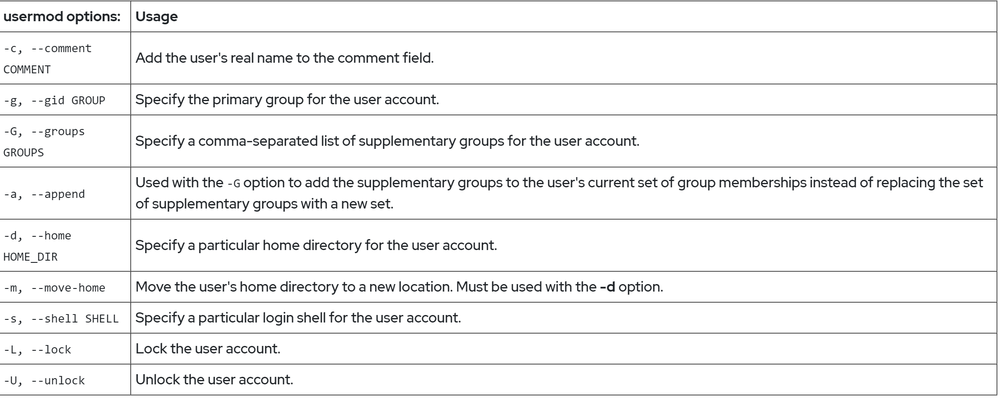 usermod options: Usage
-c, --comment
COMMENT
Add the user's real name to the comment field.
-g, --gid GROUP
Specify the primary group for the user account.
-G, --groups
GROUPS
Specify a comma-separated list of supplementary groups for the user account.
-a, --append
Used with the -G option to add the supplementary groups to the user's current set of group memberships instead of replacing the set
of supplementary groups with a new set.
-d, --home
HOME_DIR
Specify a particular home directory for the user account.
-m, --move-home
Move the user's home directory to a new location. Must be used with the -d option.
-s, --shell SHELL
Specify a particular login shell for the user account.
-L, --lock
Lock the user account.
-U, --unlock
Unlock the user account.